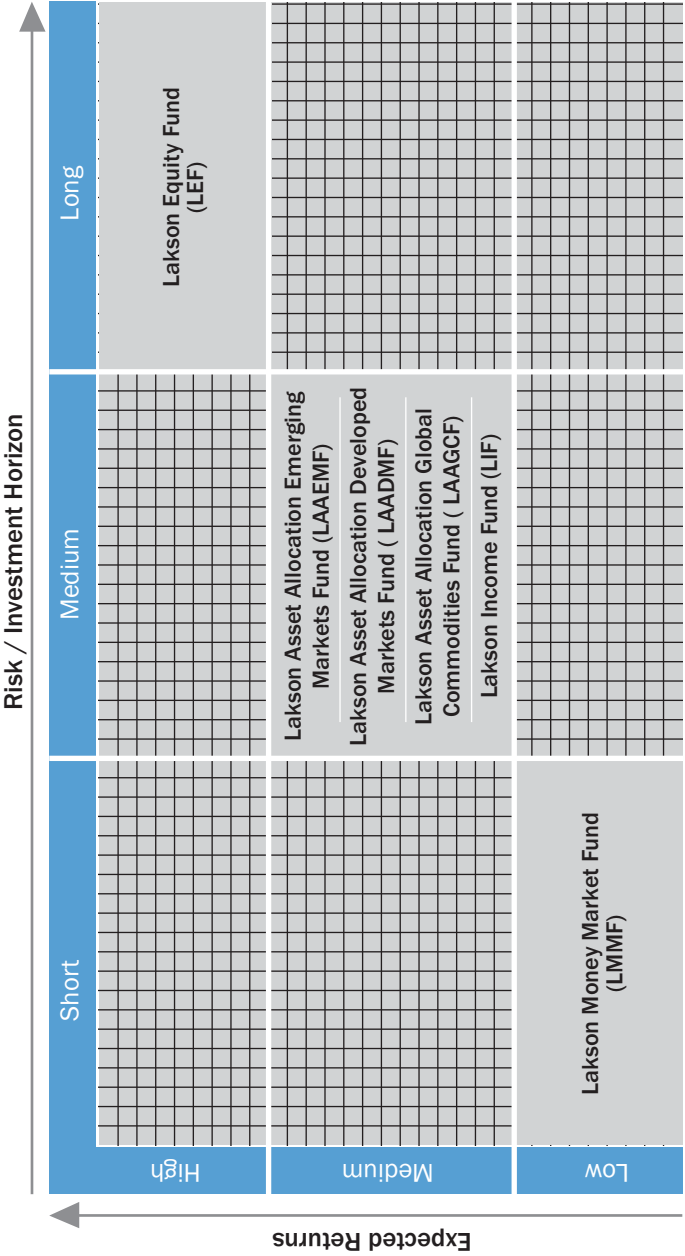 Risk / Investment Horizon
Short
Medium
Long
Expected Returns
High
Medium
Low
Lakson Equity Fund
(LEF)
Lakson Asset Allocation Emerging
Markets Fund (LAAEMF)
Lakson Asset Allocation Developed
Markets Fund ( LAADMF)
Lakson Asset Allocation Global
Commodities Fund ( LAAGCF)
Lakson Income Fund (LIF)
Lakson Money Market Fund
(LMMF)